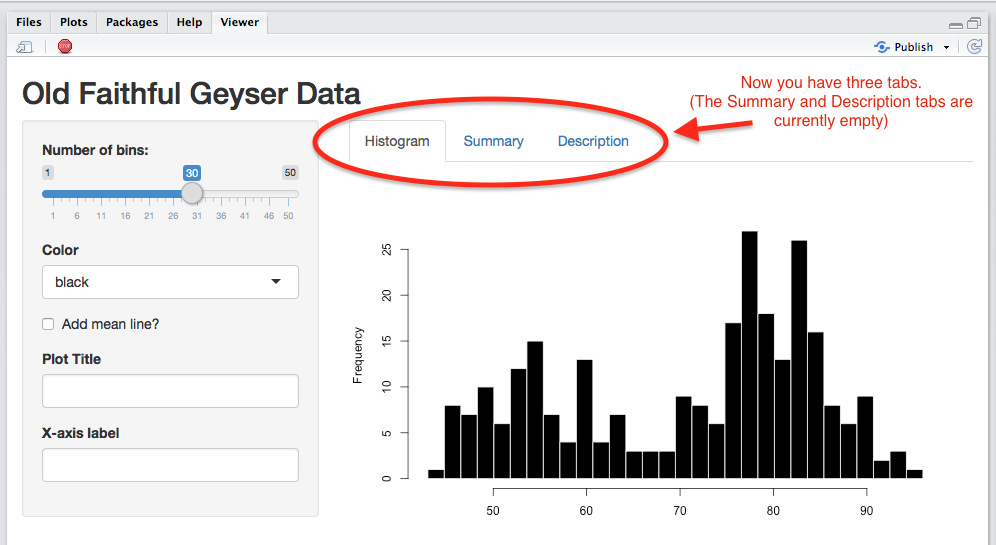 Files Plots Packages Help Viewer
STOP Publish
Old Faithful Geyser Data
Now you have three tabs.
(The Summary and Description tabs are
currently empty)
Histogram Summary Description
Number of bins:
1 30 50
1 6 11 16 21 26 31 36 41 46 50
Color
black
Add mean line?
Plot Title
X-axis label
Frequency
25
20
15
10
5
0
50 60 70 80 90